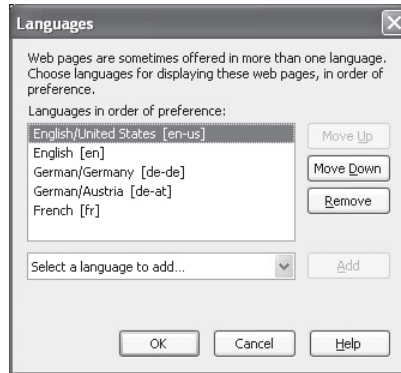 Languages
Web pages are sometimes offered in more than one language.
Choose languages for displaying these web pages, in order of
preference.
Languages in order of preference:
English/United States [en-us]
English [en]
German/Germany [de-de]
German/Austria [de-at]
French [fr]
Move Up
Move Down
Remove
Select a language to add...
Add
OK
Cancel
Help